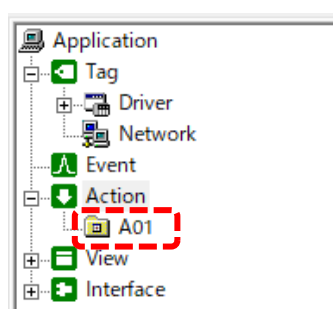 Application
Tag
Driver
Network
Event
Action
A01
View
Interface